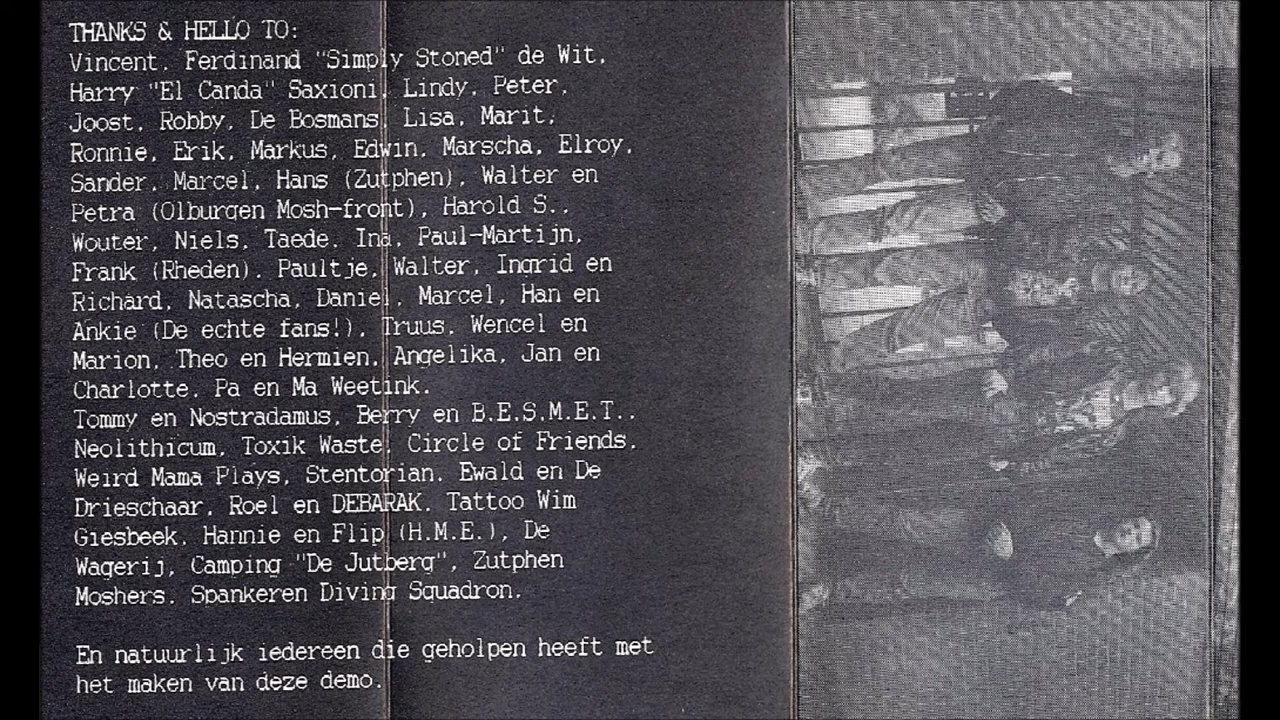 THANKS & HELLO TO:
Vincent, Ferdinand "Simply Stoned" de Wit,
Harry "El Canda" Saxioni, Lindy, Peter,
Joost, Robby, De Bosmans, Lisa, Marit,
Ronnie, Erik, Markus, Edwin, Marscha, Elroy,
Sander, Marcel, Hans (Zutphen), Walter en
Petra (Olburgen Mosh-front), Harold S.,
Wouter, Niels, Taede, Ina, Paul-Martijn,
Frank (Rheden), Paultje, Walter, Ingrid en
Richard, Natascha, Daniel, Marcel, Han en
Ankie (De echte fans!), Truus, Wencel en
Marion, Theo en Hermien, Angelika, Jan en
Charlotte, Pa en Ma Weetink.
Tommy en Nostradamus, Berry en B.E.S.M.E.T.,
Neolithicum, Toxik Waste, Circle of Friends,
Weird Mama Plays, Stentorian, Ewald en De
Drieschaar, Roel en DEBARAK, Tattoo Wim
Giesbeek, Hannie en Flip (H.M.E.), De
Wagerij, Camping "De Jutberg", Zutphen
Moshers, Spankeren Diving Squadron.
En natuurlijk iedereen die geholpen heeft met
het maken van deze demo.